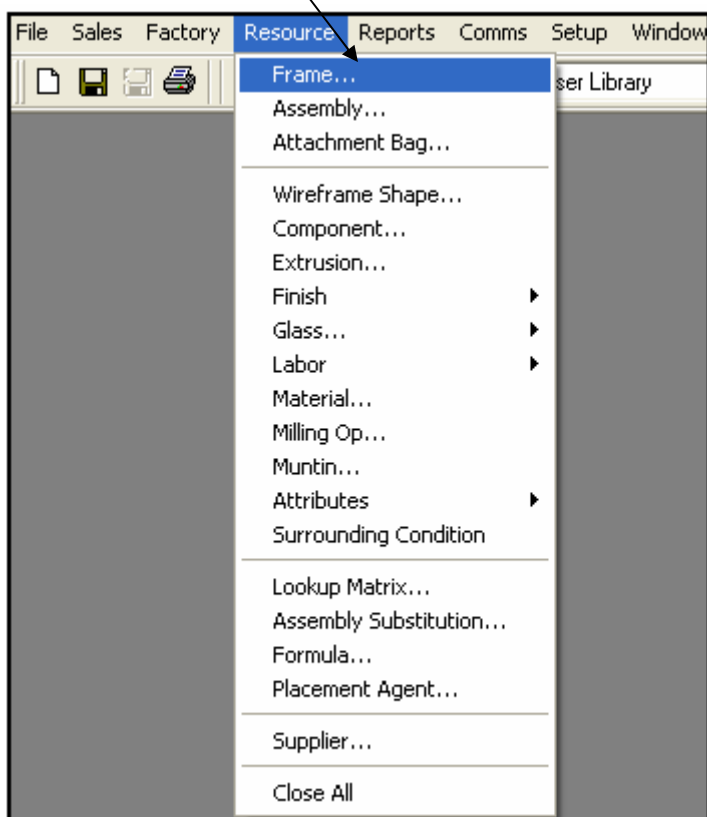 File Sales Factory Resource Reports Comms Setup Window
Frame...
ser Library
Assembly...
Attachment Bag...
Wireframe Shape...
Component...
Extrusion...
Finish
Glass...
Labor
Material...
Milling Op...
Muntin...
Attributes
Surrounding Condition
Lookup Matrix...
Assembly Substitution...
Formula...
Placement Agent...
Supplier...
Close All